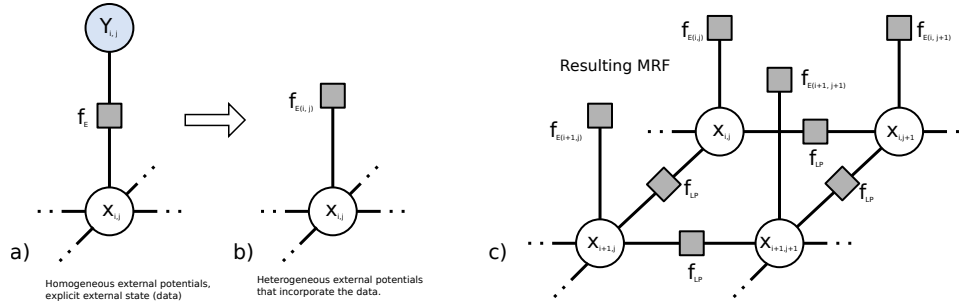 Y i,j
f E
X i,j
a)
Homogeneous external potentials,
explicit external state (data)
f E(i, j)
X i,j
b)
Heterogeneous external potentials
that incorporate the data.
Resulting MRF
f E(i,j)
f E(i, j+1)
f E(i+1, j+1)
f E(i+1,j)
X i,j
f LP
X i,j+1
f LP
f LP
X i+1,j
f LP
X i+1,j+1
c)